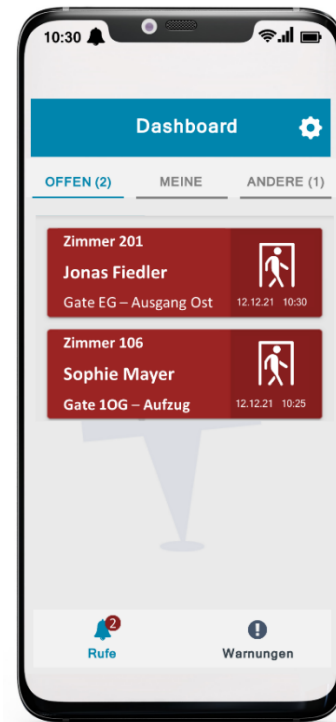 10:30
Dashboard
OFFEN (2) MEINE ANDERE (1)
Zimmer 201
Jonas Fiedler
Gate EG – Ausgang Ost 12.12.21 10:30
Zimmer 106
Sophie Mayer
Gate 1OG – Aufzug 12.12.21 10:25
2
Rufe Warnungen